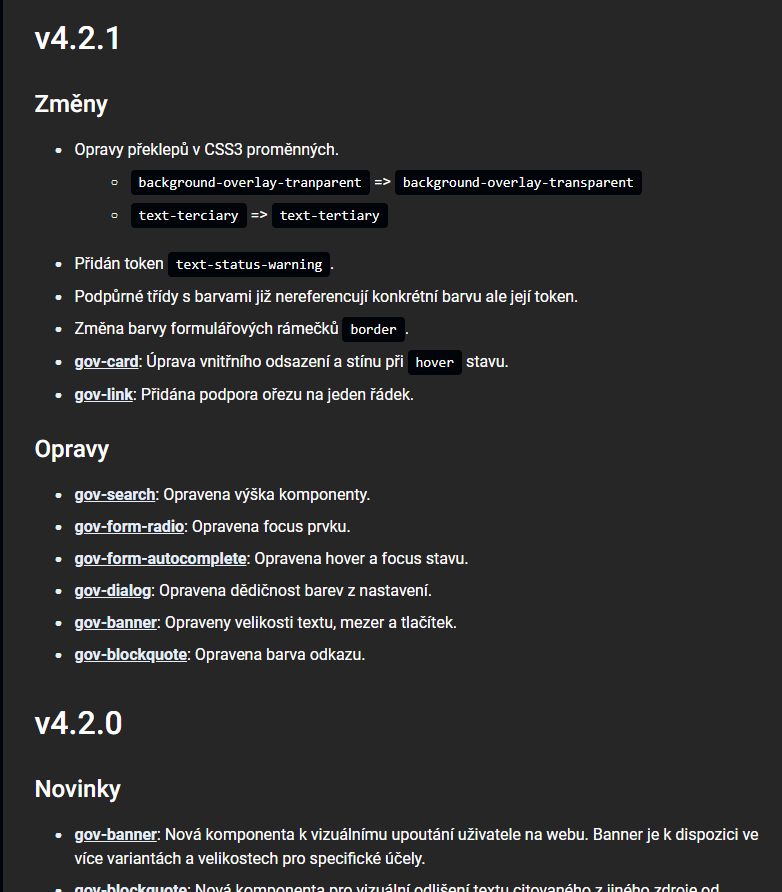 v4.2.1
Změny
Opravy překlepů v CSS3 proměnných.
background-overlay-tranparent => background-overlay-transparent
text-terciary => text-tertiary
Přidán token text-status-warning.
Podpůrné třídy s barvami již nereferencují konkrétní barvu ale její token.
Změna barvy formulářových rámečků border.
gov-card: Úprava vnitřního odsazení a stínu při hover stavu.
gov-link: Přidána podpora ořezu na jeden řádek.
Opravy
gov-search: Opravena výška komponenty.
gov-form-radio: Opravena focus prvku.
gov-form-autocomplete: Opravena hover a focus stavu.
gov-dialog: Opravena dědičnost barev z nastavení.
gov-banner: Opraveny velikosti textu, mezer a tlačítek.
gov-blockquote: Opravena barva odkazu.
v4.2.0
Novinky
gov-banner: Nová komponenta k vizuálnímu upoutání uživatele na webu. Banner je k dispozici ve
více variantách a velikostech pro specifické účely.
gov-blockquote: Nová komponenta pro vizuální odlišení textu citovaného z jiného zdroje od